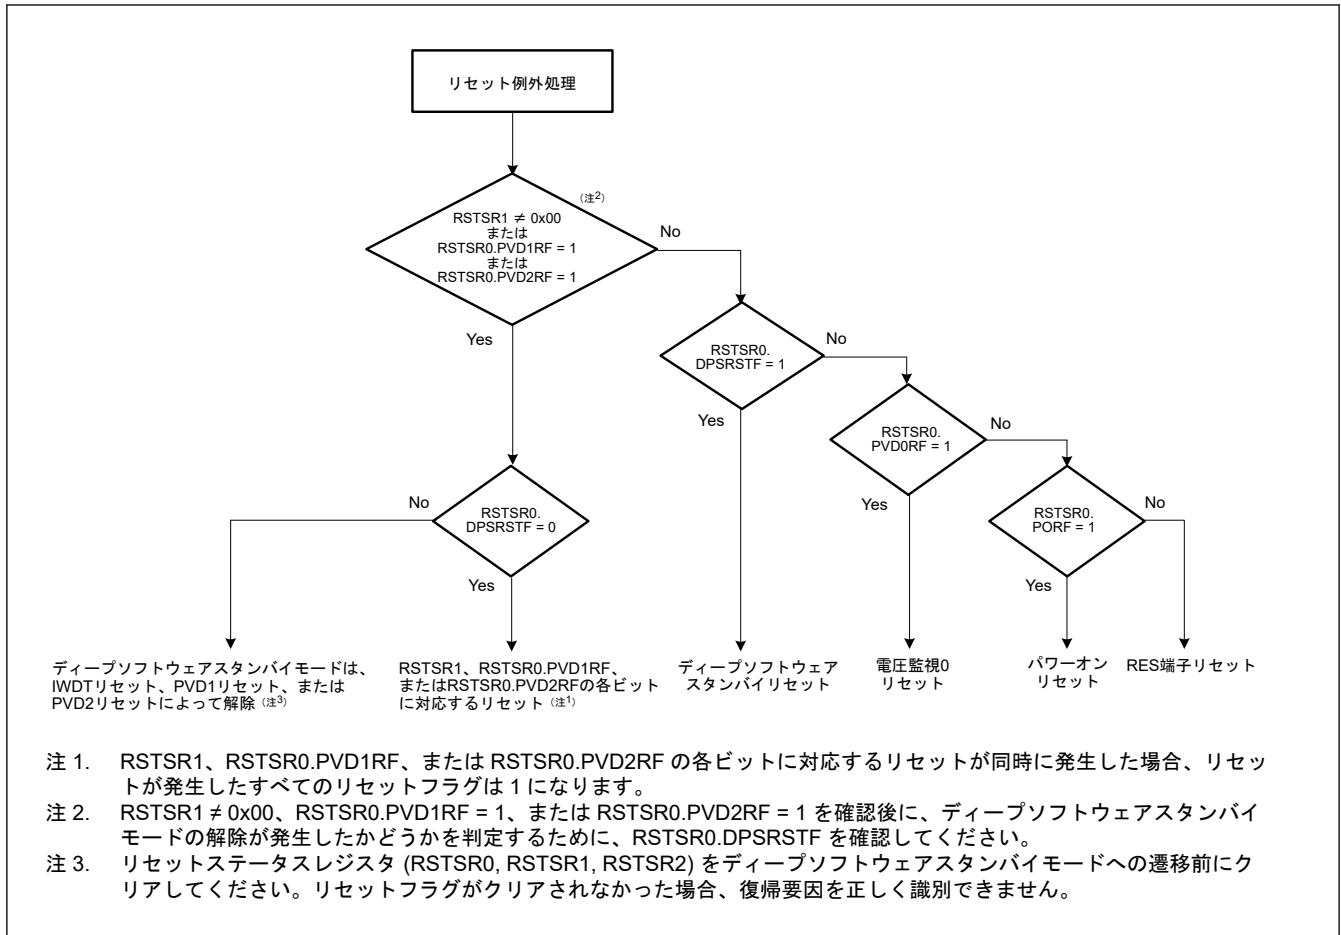 リセット例外処理
(注2)
RSTSR1 ≠ 0x00
または
RSTSR0.PVD1RF = 1
または
RSTSR0.PVD2RF = 1
No
Yes
RSTSR0.
DPSRSTF = 1
No
Yes
RSTSR0.
PVD0RF = 1
No
Yes
RSTSR0.
DPSRSTF = 0
No
Yes
RSTSR0.
PORF = 1
No
Yes
ディープソフトウェアスタンバイモードは、
IWDTリセット、PVD1リセット、または
PVD2リセットによって解除 (注3)
RSTSR1、RSTSR0.PVD1RF、
またはRSTSR0.PVD2RFの各ビット
に対応するリセット (注1)
ディープソフトウェア
スタンバイリセット
電圧監視0
リセット
パワーオン
リセット
RES端子リセット
注 1. RSTSR1、RSTSR0.PVD1RF、または RSTSR0.PVD2RF の各ビットに対応するリセットが同時に発生した場合、リセッ
トが発生したすべてのリセットフラグは 1 になります。
注 2. RSTSR1 ≠ 0x00、RSTSR0.PVD1RF = 1、または RSTSR0.PVD2RF = 1 を確認後に、ディープソフトウェアスタンバイ
モードの解除が発生したかどうかを判定するために、RSTSR0.DPSRSTF を確認してください。
注 3. リセットステータスレジスタ (RSTSR0, RSTSR1, RSTSR2) をディープソフトウェアスタンバイモードへの遷移前にク
リアしてください。リセットフラグがクリアされなかった場合、復帰要因を正しく識別できません。